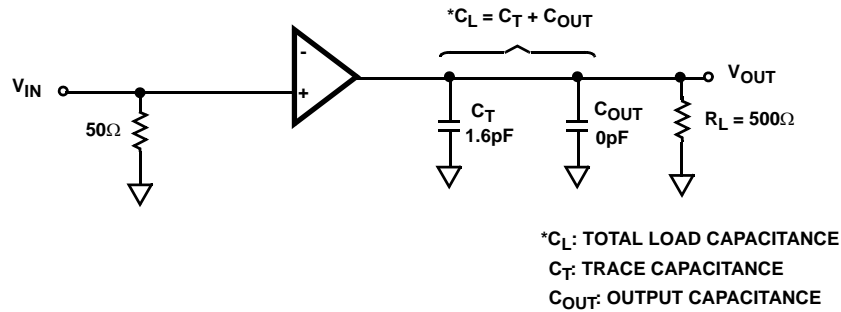 *CL = CT + COUT
VIN
-
+
50Ω
CT
1.6pF
COUT
0pF
VOUT
RL = 500Ω
*CL: TOTAL LOAD CAPACITANCE
CT: TRACE CAPACITANCE
COUT: OUTPUT CAPACITANCE